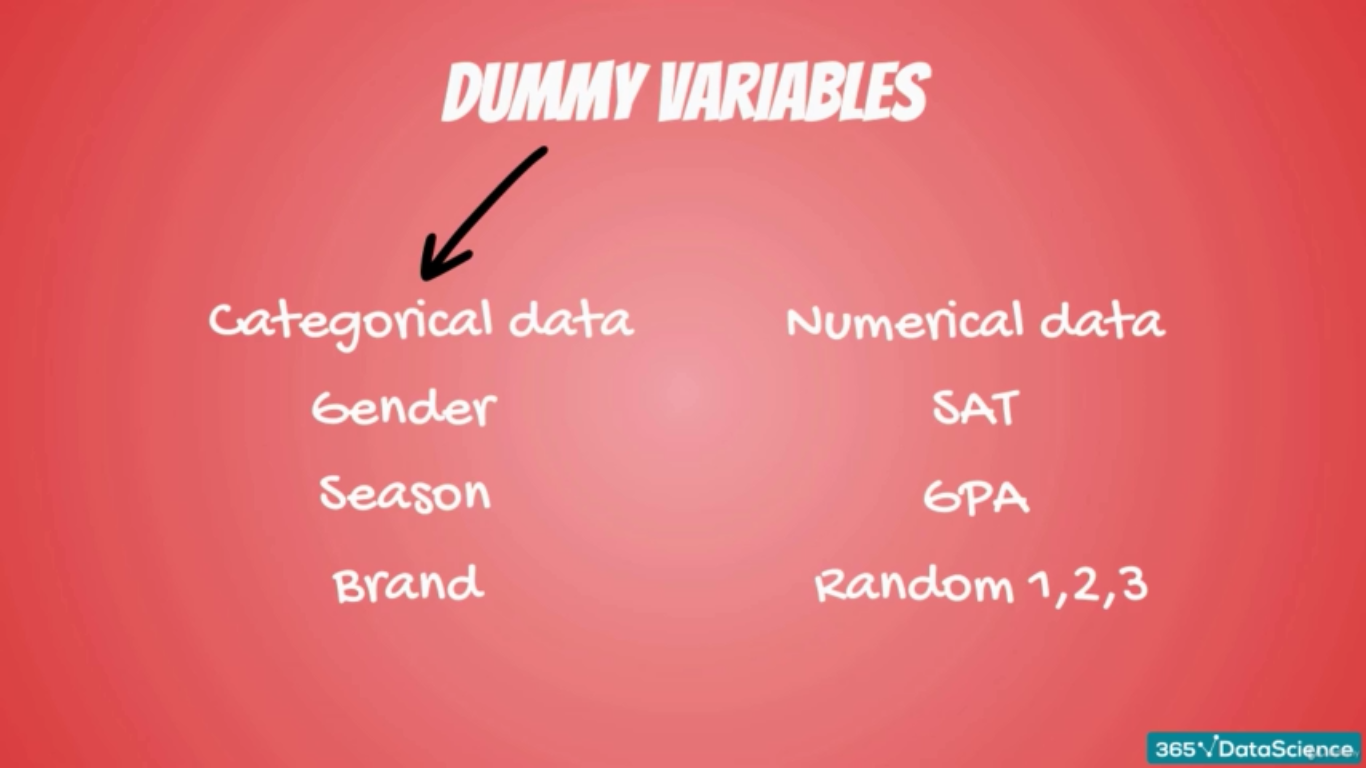 DUMMY VARIABLES
Categorical data
Gender
Season
Brand
Numerical data
SAT
GPA
Random 1,2,3
365 DataScience